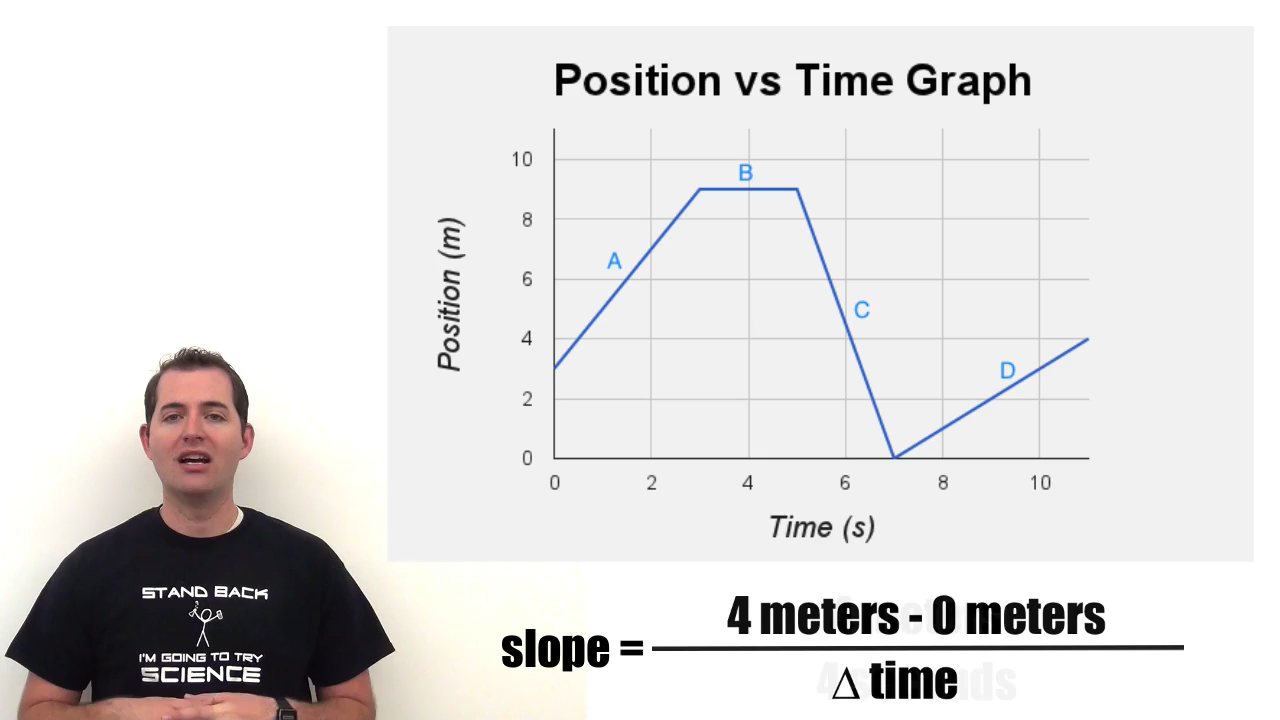 Position vs Time Graph
Position (m)
10
8
6
4
2
0
A
B
C
D
0 2 4 6 8 10
Time (s)
STAND BACK
I'M GOING TO TRY
SCIENCE
4 meters - 0 meters
slope =
Δ time